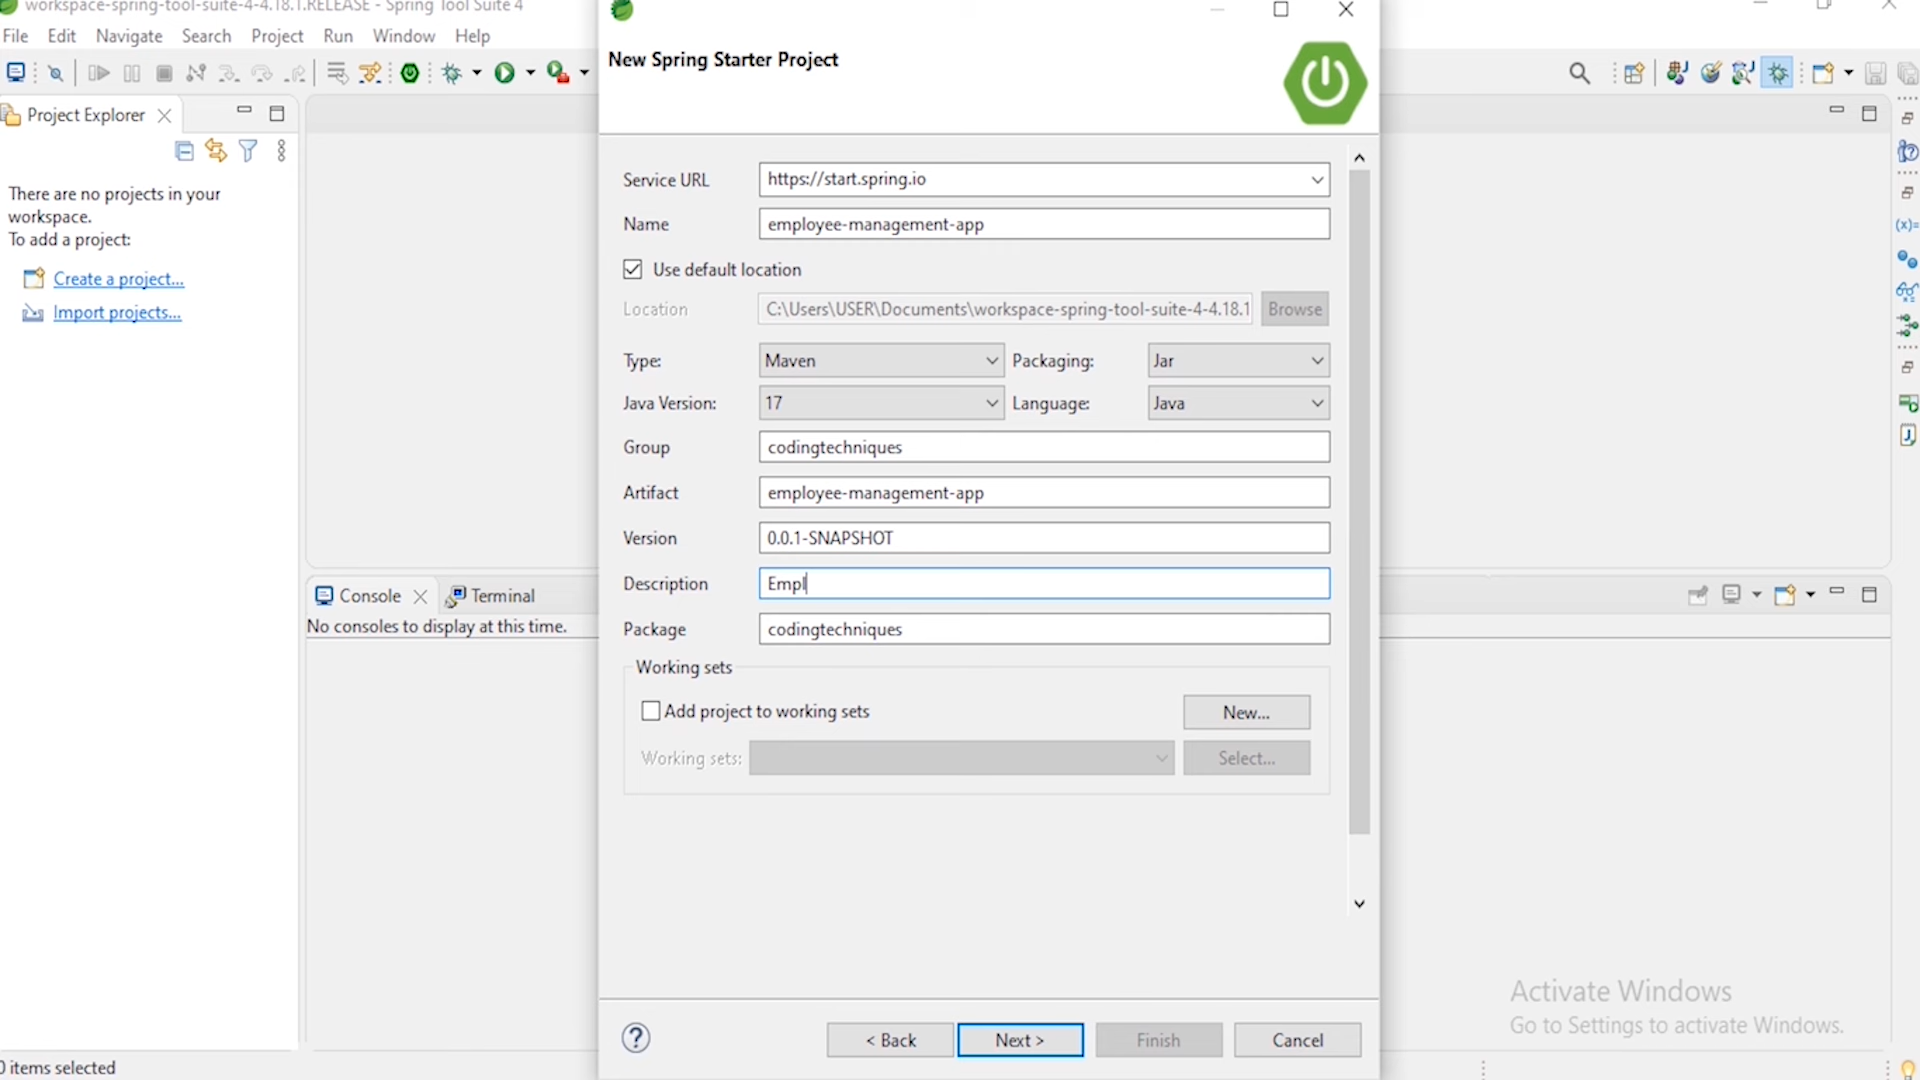 workspace-spring-tool-suite-4-4.18.1.RELEASE - Spring Tool Suite 4
File Edit Navigate Search Project Run Window Help
Project Explorer
There are no projects in your
workspace.
To add a project:
Create a project...
Import projects...
New Spring Starter Project
Service URL https://start.spring.io
Name employee-management-app
Use default location
Location C:\Users\USER\Documents\workspace-spring-tool-suite-4-4.18.1 Browse
Type: Maven Packaging: Jar
Java Version: 17 Language: Java
Group codingtechniques
Artifact employee-management-app
Version 0.0.1-SNAPSHOT
Description Empl
Package codingtechniques
Working sets
Add project to working sets New...
Working sets: Select...
< Back Next > Finish Cancel
Console Terminal
No consoles to display at this time.
(x)=
Activate Windows
Go to Settings to activate Windows.
0 items selected